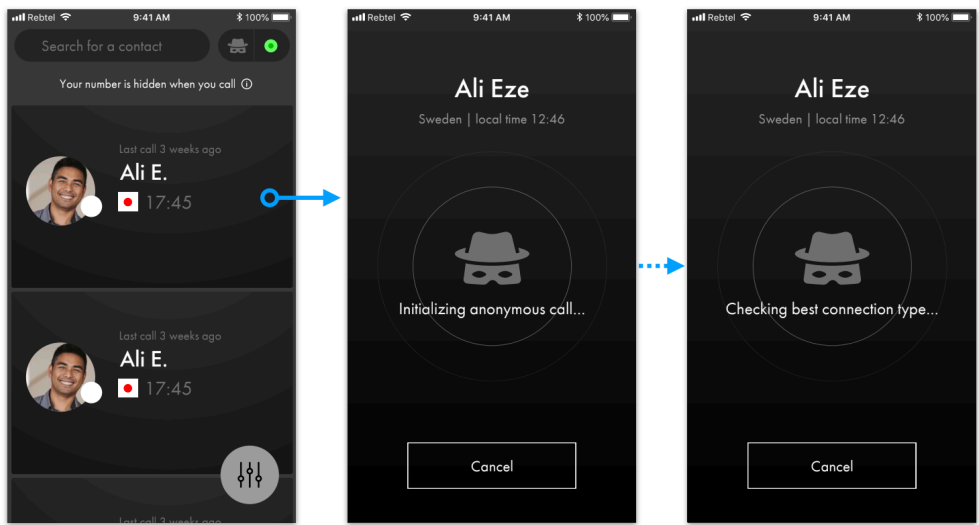 Rebtel 9:41 AM 100%
Search for a contact
Your number is hidden when you call
Last call 3 weeks ago
Ali E.
17:45
Last call 3 weeks ago
Ali E.
17:45
Last call 3 weeks ago
Rebtel 9:41 AM 100%
Ali Eze
Sweden | local time 12:46
Initializing anonymous call...
Cancel
Rebtel 9:41 AM 100%
Ali Eze
Sweden | local time 12:46
Checking best connection type...
Cancel